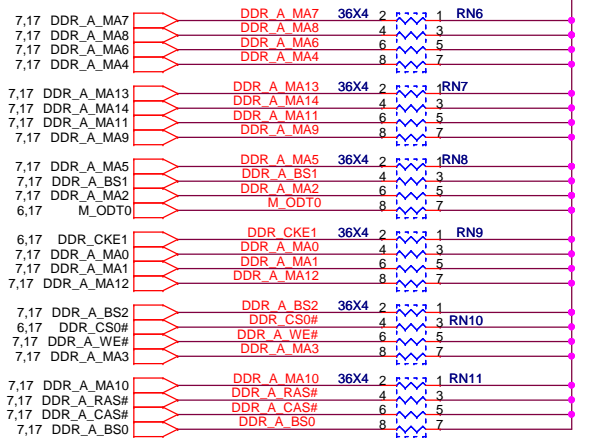 7,17 DDR_A_MA7 DDR_A_MA7 36X4 2 1 RN6
7,17 DDR_A_MA8 DDR_A_MA8 4 3
7,17 DDR_A_MA6 DDR_A_MA6 6 5
7,17 DDR_A_MA4 DDR_A_MA4 8 7
7,17 DDR_A_MA13 DDR_A_MA13 36X4 2 1 RN7
7,17 DDR_A_MA14 DDR_A_MA14 4 3
7,17 DDR_A_MA11 DDR_A_MA11 6 5
7,17 DDR_A_MA9 DDR_A_MA9 8 7
7,17 DDR_A_MA5 DDR_A_MA5 36X4 2 1 RN8
7,17 DDR_A_BS1 DDR_A_BS1 4 3
7,17 DDR_A_MA2 DDR_A_MA2 6 5
6,17 M_ODT0 M_ODT0 8 7
6,17 DDR_CKE1 DDR_CKE1 36X4 2 1 RN9
7,17 DDR_A_MA0 DDR_A_MA0 4 3
7,17 DDR_A_MA1 DDR_A_MA1 6 5
7,17 DDR_A_MA12 DDR_A_MA12 8 7
7,17 DDR_A_BS2 DDR_A_BS2 36X4 2 1
6,17 DDR_CS0# DDR_CS0# 4 3 RN10
7,17 DDR_A_WE# DDR_A_WE# 6 5
7,17 DDR_A_MA3 DDR_A_MA3 8 7
7,17 DDR_A_MA10 DDR_A_MA10 36X4 2 1 RN11
7,17 DDR_A_RAS# DDR_A_RAS# 4 3
7,17 DDR_A_CAS# DDR_A_CAS# 6 5
7,17 DDR_A_BS0 DDR_A_BS0 8 7